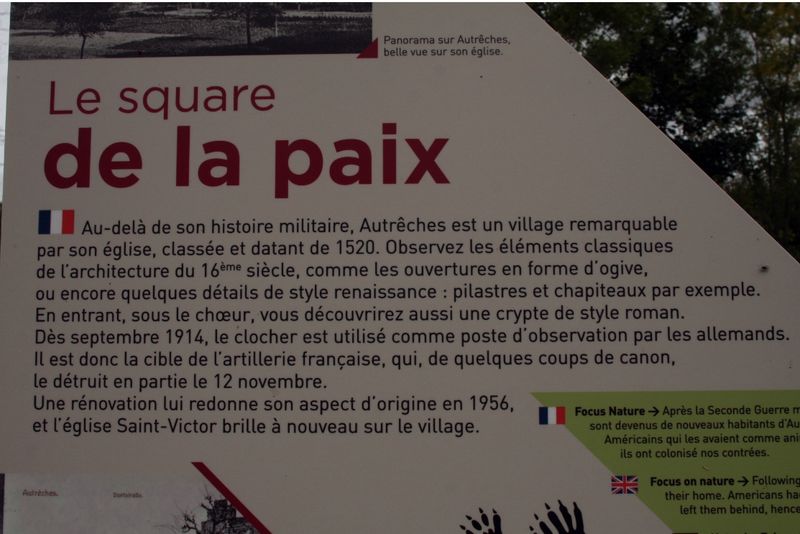 Panorama sur Autrêches,
belle vue sur son église.
Le square
de la paix
Au-delà de son histoire militaire, Autrêches est un village remarquable
par son église, classée et datant de 1520. Observez les éléments classiques
de l'architecture du 16ème siècle, comme les ouvertures en forme d'ogive,
ou encore quelques détails de style renaissance : pilastres et chapiteaux par exemple.
En entrant, sous le chœur, vous découvrirez aussi une crypte de style roman.
Dès septembre 1914, le clocher est utilisé comme poste d'observation par les allemands.
Il est donc la cible de l'artillerie française, qui, de quelques coups de canon,
le détruit en partie le 12 novembre.
Une rénovation lui redonne son aspect d'origine en 1956,
et l'église Saint-Victor brille à nouveau sur le village.
Focus Nature → Après la Seconde Guerre m
sont devenus de nouveaux habitants d'Au
Américains qui les avaient comme ani
ils ont colonisé nos contrées.
Focus on nature → Following
their home. Americans ha
left them behind, hence
Autrêches.